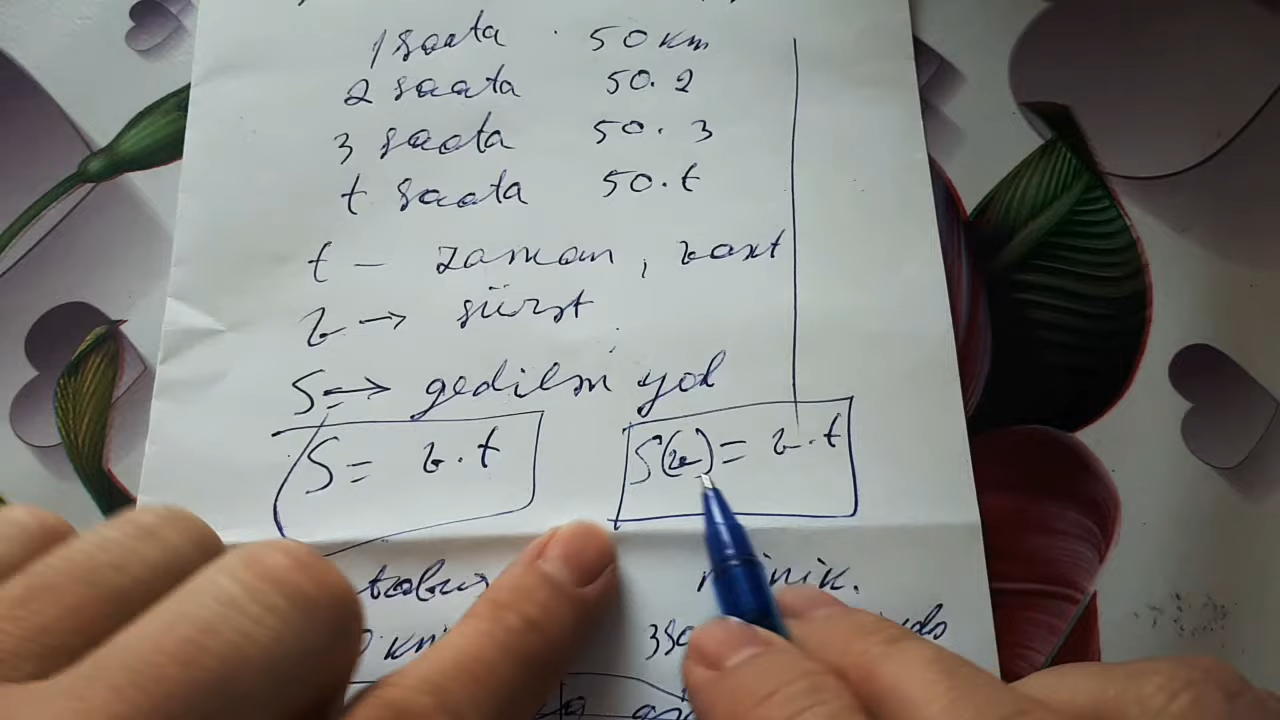 1 saata 50 km
2 saata 50.2
3 saata 50.3
t saata 50.t
t — zaman, vaxt
v → sürət
S → gedilən yol
S = v.t S(v) = v.t